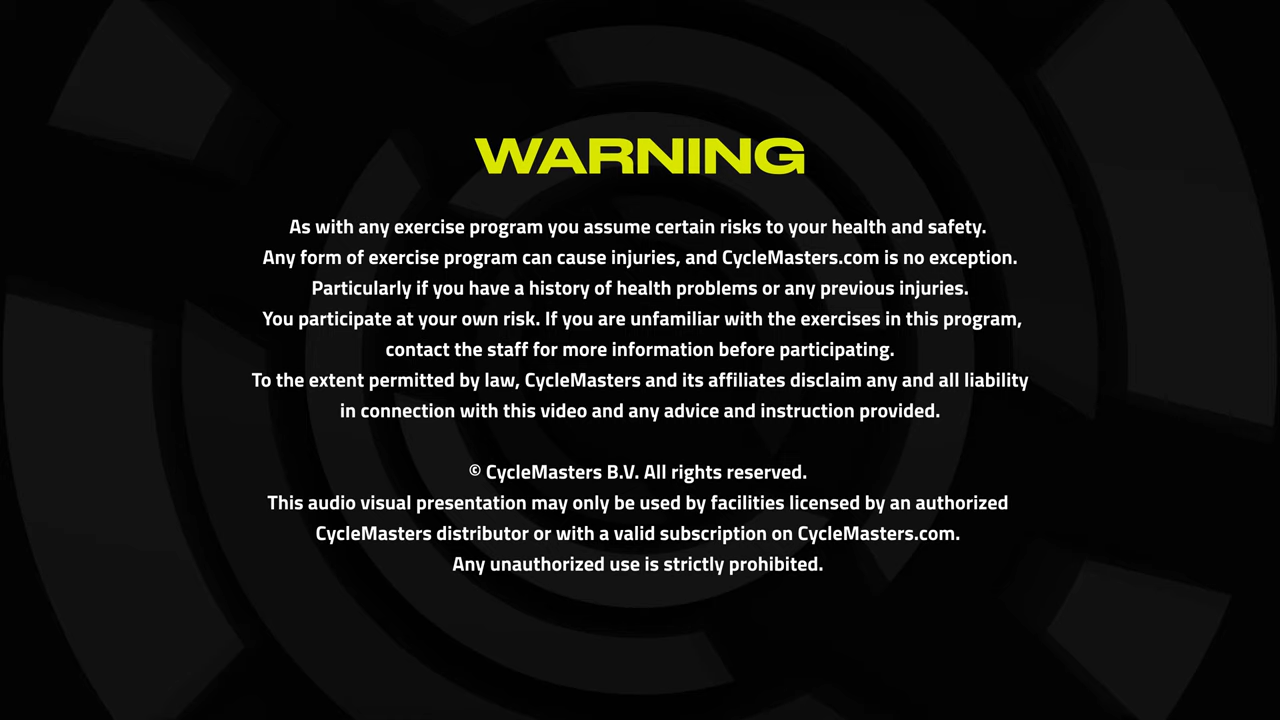 WARNING
As with any exercise program you assume certain risks to your health and safety.
Any form of exercise program can cause injuries, and CycleMasters.com is no exception.
Particularly if you have a history of health problems or any previous injuries.
You participate at your own risk. If you are unfamiliar with the exercises in this program,
contact the staff for more information before participating.
To the extent permitted by law, CycleMasters and its affiliates disclaim any and all liability
in connection with this video and any advice and instruction provided.
© CycleMasters B.V. All rights reserved.
This audio visual presentation may only be used by facilities licensed by an authorized
CycleMasters distributor or with a valid subscription on CycleMasters.com.
Any unauthorized use is strictly prohibited.